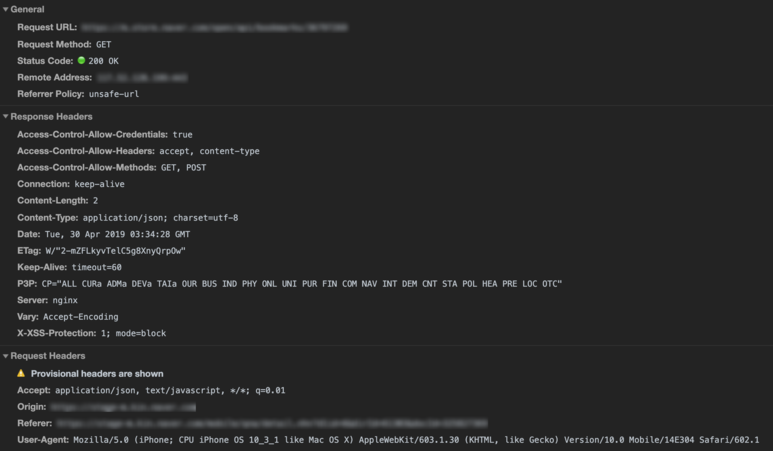 General
Request URL:
Request Method: GET
Status Code: 200 OK
Remote Address:
Referrer Policy: unsafe-url
Response Headers
Access-Control-Allow-Credentials: true
Access-Control-Allow-Headers: accept, content-type
Access-Control-Allow-Methods: GET, POST
Connection: keep-alive
Content-Length: 2
Content-Type: application/json; charset=utf-8
Date: Tue, 30 Apr 2019 03:34:28 GMT
ETag: W/"2-mZFLkyvTelC5g8XnyQrpOw"
Keep-Alive: timeout=60
P3P: CP="ALL CURa ADMa DEVa TAIa OUR BUS IND PHY ONL UNI PUR FIN COM NAV INT DEM CNT STA POL HEA PRE LOC OTC"
Server: nginx
Vary: Accept-Encoding
X-XSS-Protection: 1; mode=block
Request Headers
Provisional headers are shown
Accept: application/json, text/javascript, */*; q=0.01
Origin:
Referer:
User-Agent: Mozilla/5.0 (iPhone; CPU iPhone OS 10_3_1 like Mac OS X) AppleWebKit/603.1.30 (KHTML, like Gecko) Version/10.0 Mobile/14E304 Safari/602.1